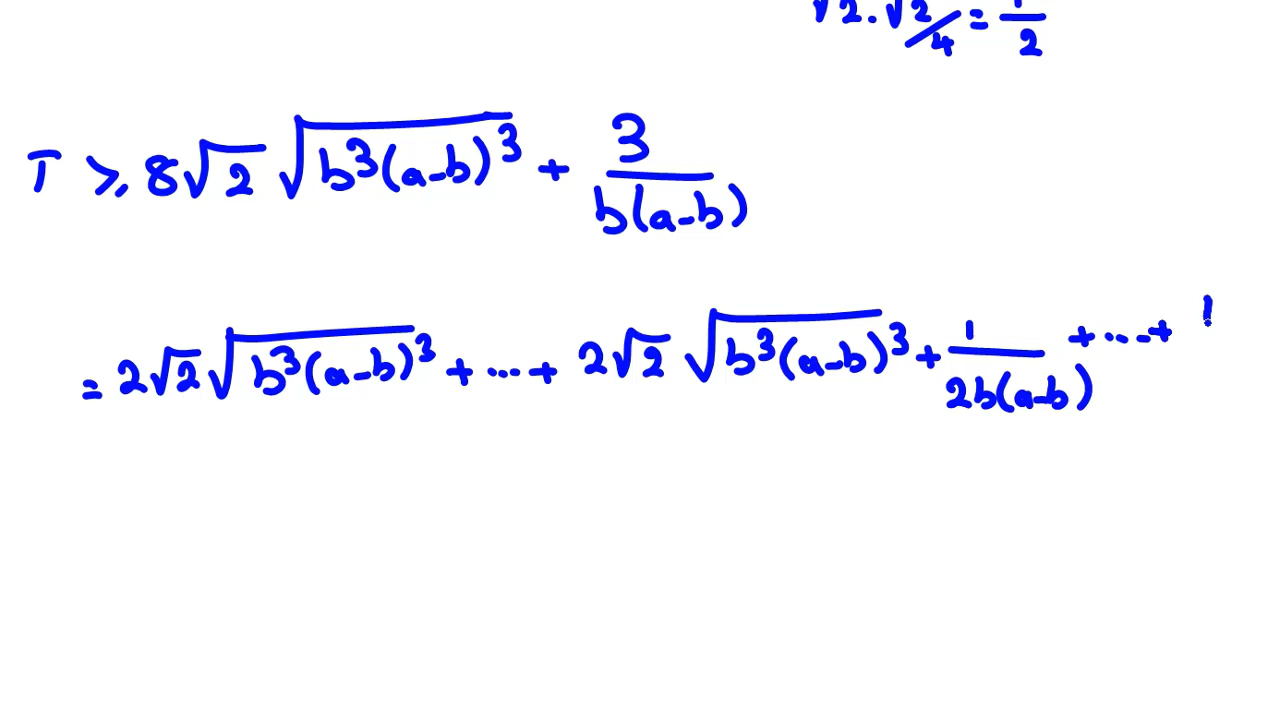 √2·√2/4 = 1/2
T ⩾ 8√2 √(b³(a-b)³) + 3/(b(a-b))
= 2√2 √(b³(a-b)³) + ... + 2√2 √(b³(a-b)³) + 1/(2b(a-b)) + ... +